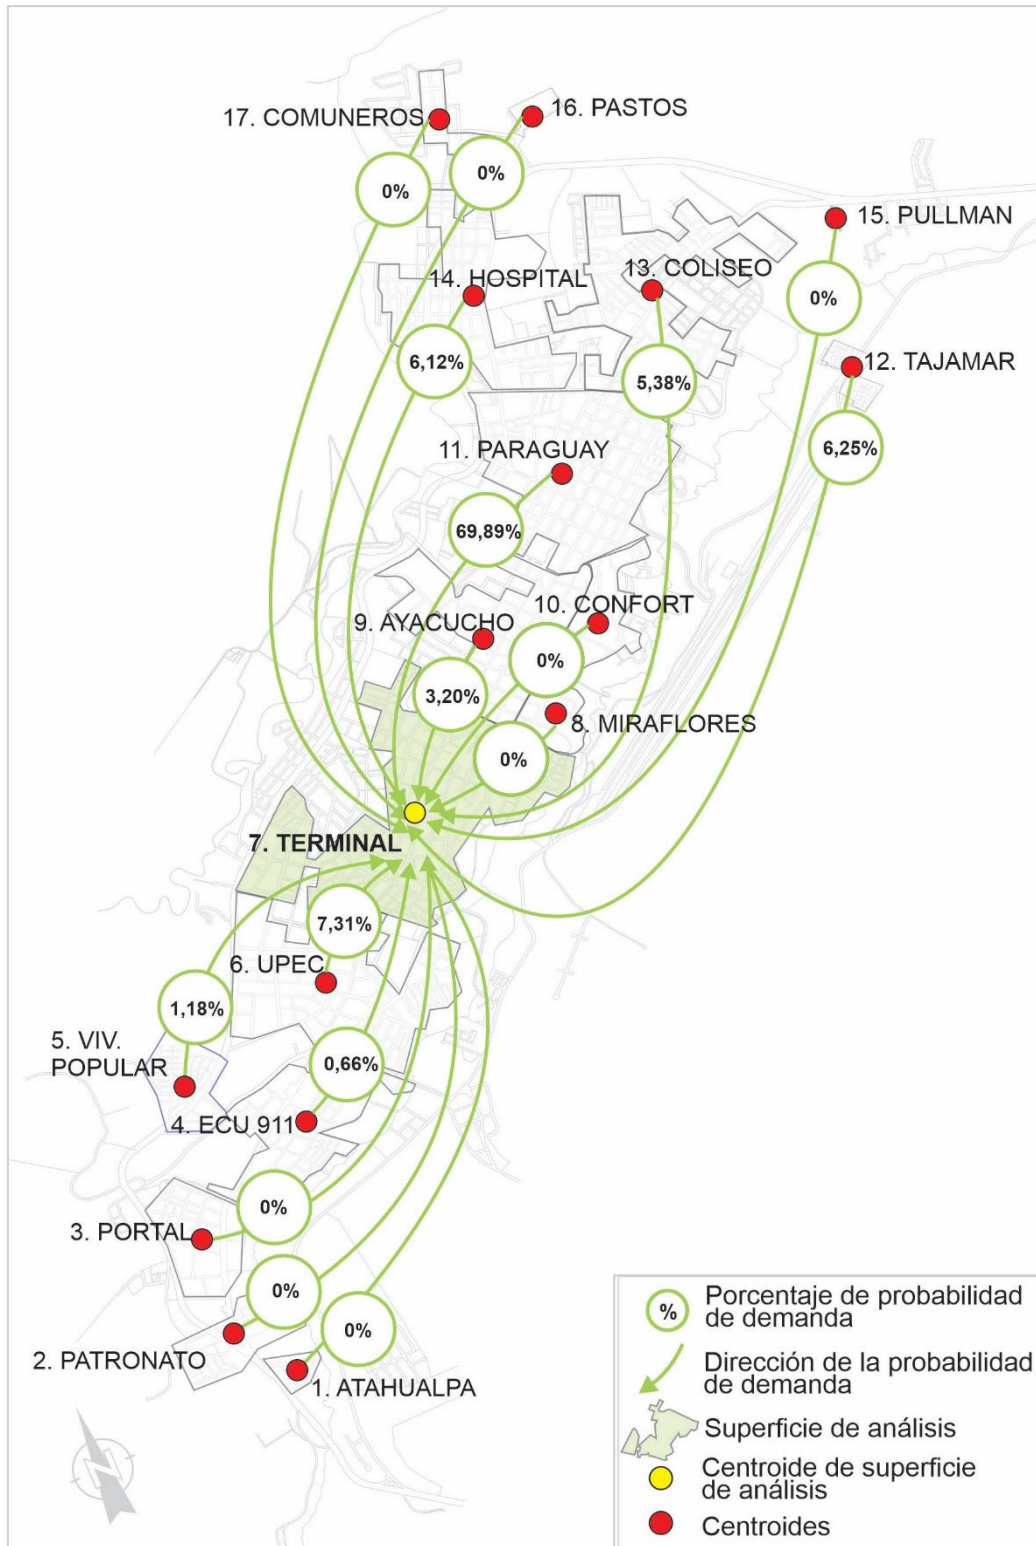 17. COMUNEROS
16. PASTOS
0%
0%
15. PULLMAN
13. COLISEO
14. HOSPITAL
0%
6,12%
5,38%
12. TAJAMAR
11. PARAGUAY
6,25%
69,89%
10. CONFORT
9. AYACUCHO
0%
3,20%
8. MIRAFLORES
0%
7. TERMINAL
7,31%
6. UPEC
1,18%
5. VIV.
POPULAR
0,66%
4. ECU 911
0%
3. PORTAL
0%
0%
2. PATRONATO
1. ATAHUALPA
% Porcentaje de probabilidad
de demanda
Dirección de la probabilidad
de demanda
Superficie de análisis
Centroide de superficie
de análisis
Centroides